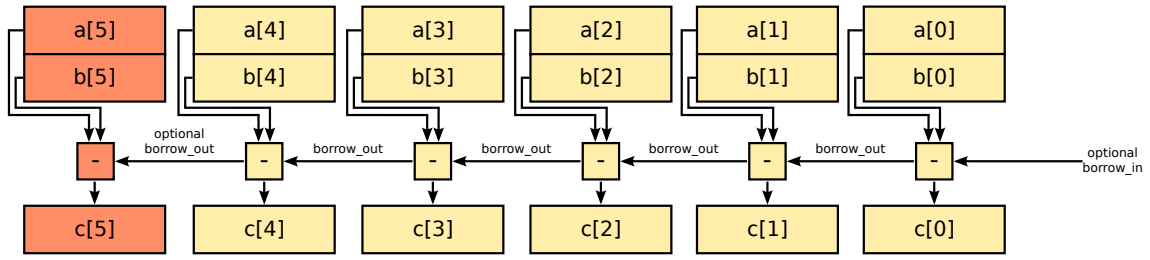 a[5] a[4] a[3] a[2] a[1] a[0]
b[5] b[4] b[3] b[2] b[1] b[0]
optional
borrow_out borrow_out borrow_out borrow_out borrow_out
optional
borrow_in
- - - - - -
c[5] c[4] c[3] c[2] c[1] c[0]